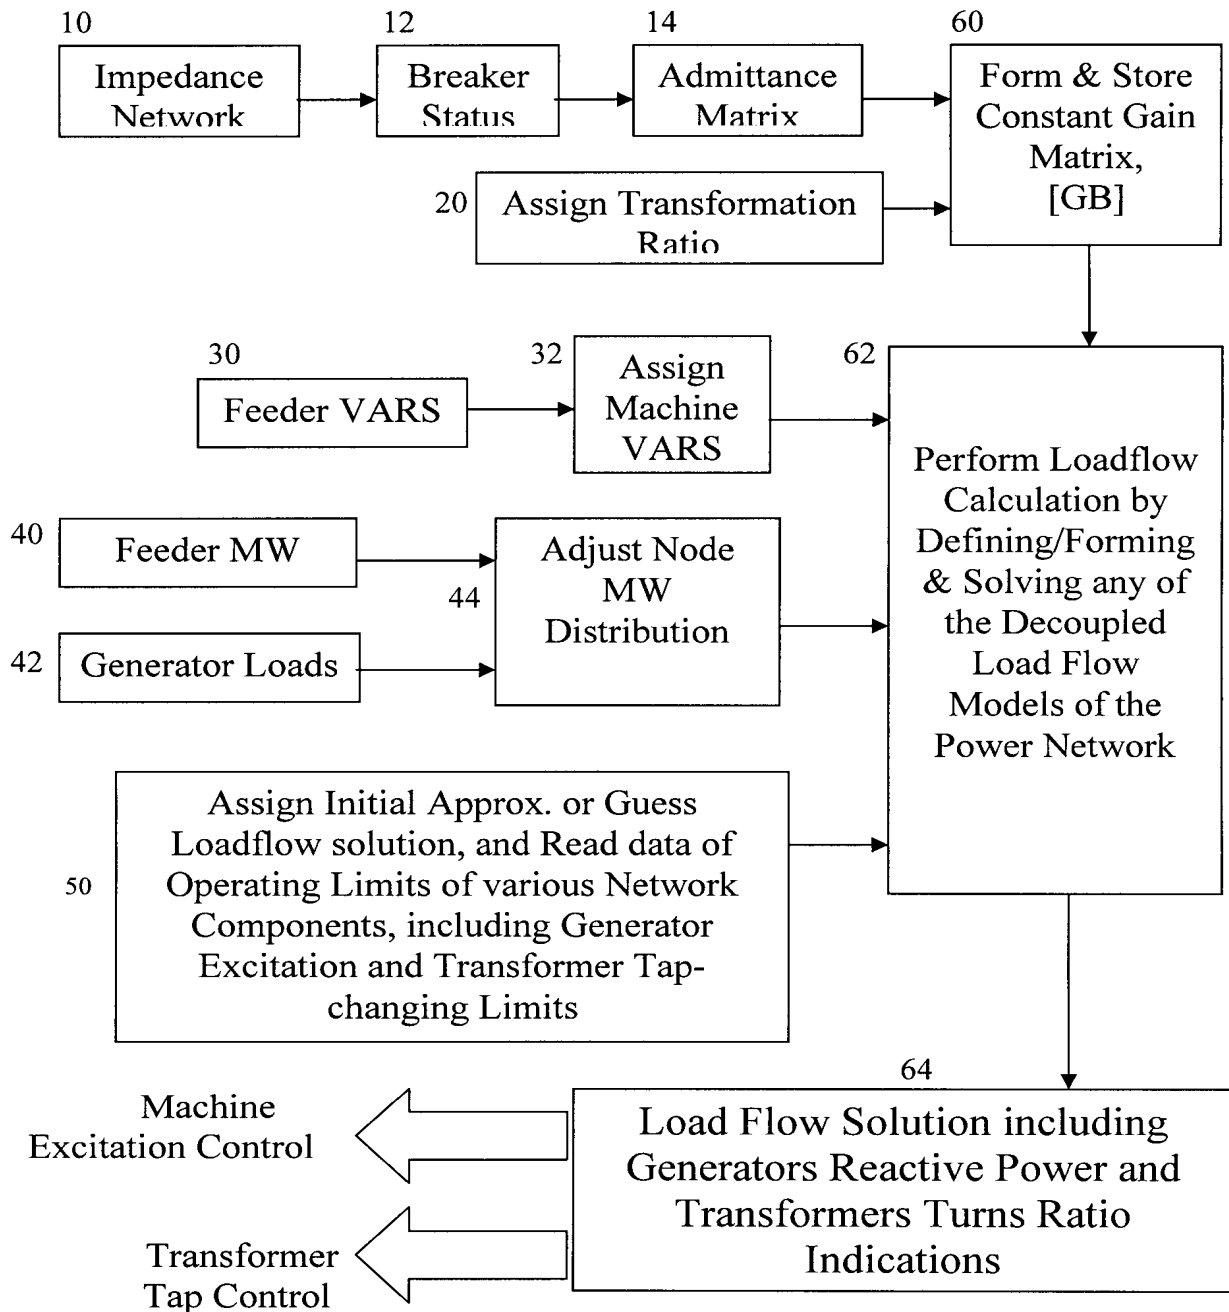 10
12
14
60
Impedance
Network
Breaker
Status
Admittance
Matrix
Form & Store
Constant Gain
Matrix,
[GB]
20
Assign Transformation
Ratio
30
Feeder VARS
32
Assign
Machine
VARS
62
Perform Loadflow
Calculation by
Defining/Forming
& Solving any of
the Decoupled
Load Flow
Models of the
Power Network
40
Feeder MW
44
Adjust Node
MW
Distribution
42
Generator Loads
50
Assign Initial Approx. or Guess
Loadflow solution, and Read data of
Operating Limits of various Network
Components, including Generator
Excitation and Transformer Tap-
changing Limits
64
Load Flow Solution including
Generators Reactive Power and
Transformers Turns Ratio
Indications
Machine
Excitation Control
Transformer
Tap Control